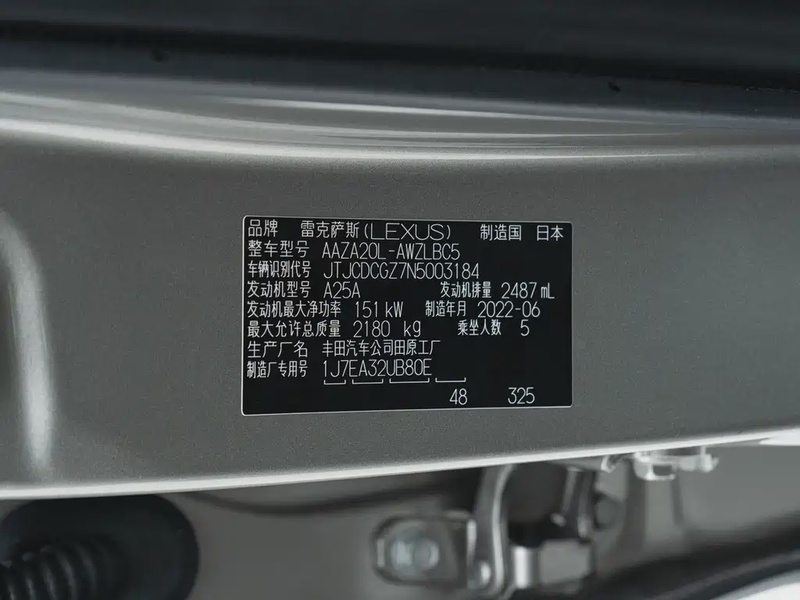 品牌 雷克萨斯(LEXUS) 制造国 日本
整车型号 AAZA20L-AWZLBC5
车辆识别代号 JTJCDCGZ7N5003184
发动机型号 A25A 发动机排量 2487 mL
发动机最大净功率 151 kW 制造年月 2022-06
最大允许总质量 2180 kg 乘坐人数 5
生产厂名 丰田汽车公司田原工厂
制造厂专用号 1J7EA32UB80E
48 325